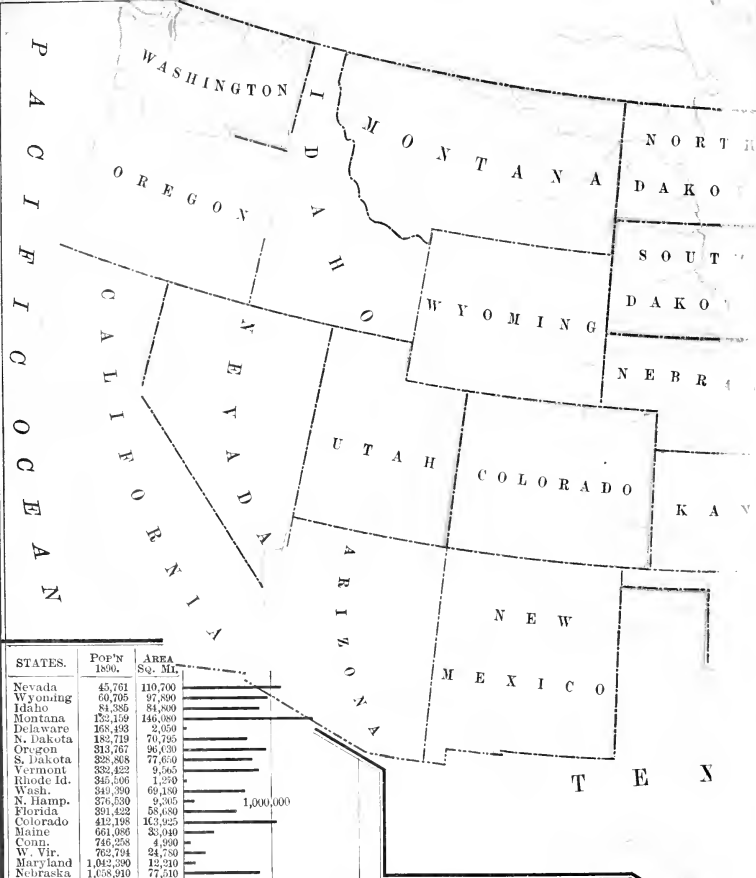 PACIFIC OCEAN
WASHINGTON
IDAHO
MONTANA
NORT
DAKO
OREGON
SOUT
DAKO
WYOMING
CALIFORNIA
NEVADA
NEBR
UTAH
COLORADO
KAN
ARIZONA
NEW
MEXICO
TEX
STATES. POP'N 1890. AREA SQ. MI.
Nevada 45,761 110,700
Wyoming 60,705 97,890
Idaho 84,385 84,800
Montana 132,159 146,080
Delaware 168,493 2,050
N. Dakota 182,719 70,795
Oregon 313,767 96,030
S. Dakota 328,808 77,650
Vermont 332,422 9,565
Rhode Id. 345,506 1,250
Wash. 349,390 69,180
N. Hamp. 376,530 9,305
1,000,000
Florida 391,422 58,680
Colorado 412,198 103,925
Maine 661,086 33,040
Conn. 746,258 4,990
W. Vir. 762,794 24,780
Maryland 1,042,390 12,210
Nebraska 1,058,910 77,510